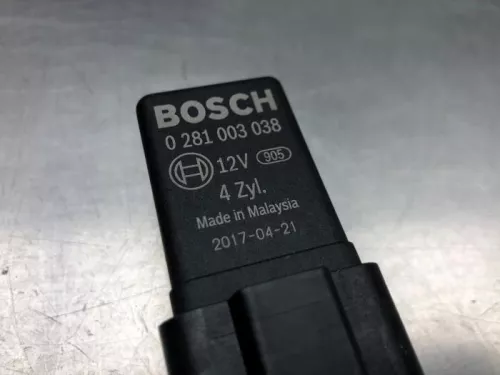 BOSCH
0 281 003 038
12V 905
4 Zyl.
Made in Malaysia
2017-04-21